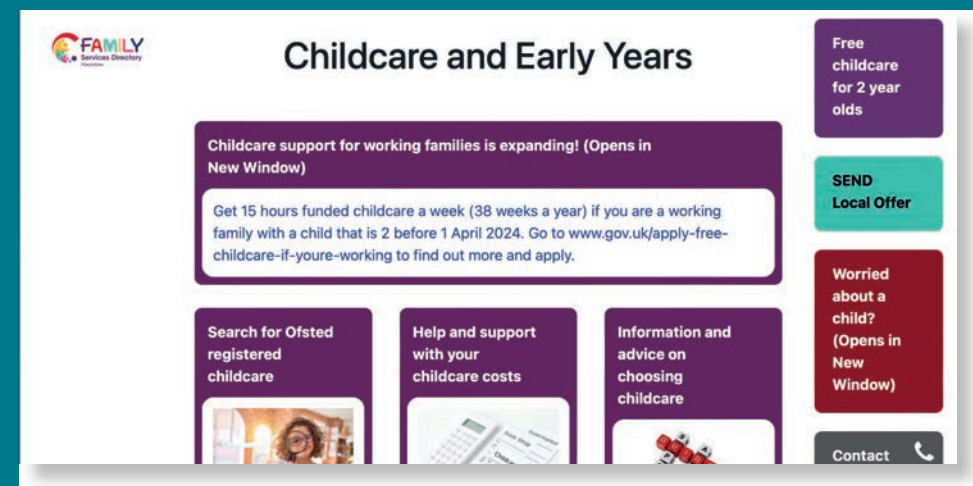 FAMILY
Services Directory
Hounslow
Childcare and Early Years
Childcare support for working families is expanding! (Opens in
New Window)
Get 15 hours funded childcare a week (38 weeks a year) if you are a working
family with a child that is 2 before 1 April 2024. Go to www.gov.uk/apply-free-
childcare-if-youre-working to find out more and apply.
Search for Ofsted
registered
childcare
Help and support
with your
childcare costs
Information and
advice on
choosing
childcare
Free
childcare
for 2 year
olds
SEND
Local Offer
Worried
about a
child?
(Opens in
New
Window)
Contact